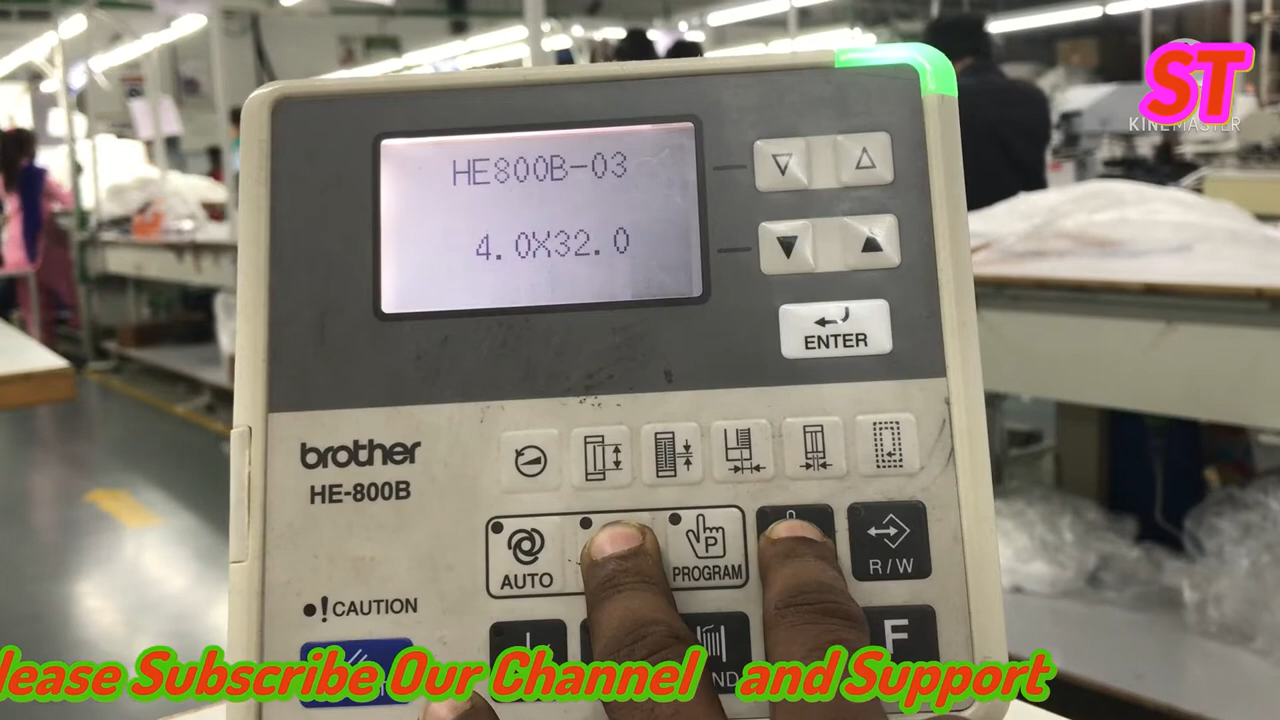 ST
KINEMASTER
HE800B-03
4.0X32.0
ENTER
brother
HE-800B
AUTO
PROGRAM
R/W
!CAUTION
F
ND
lease Subscribe Our Channel and Support